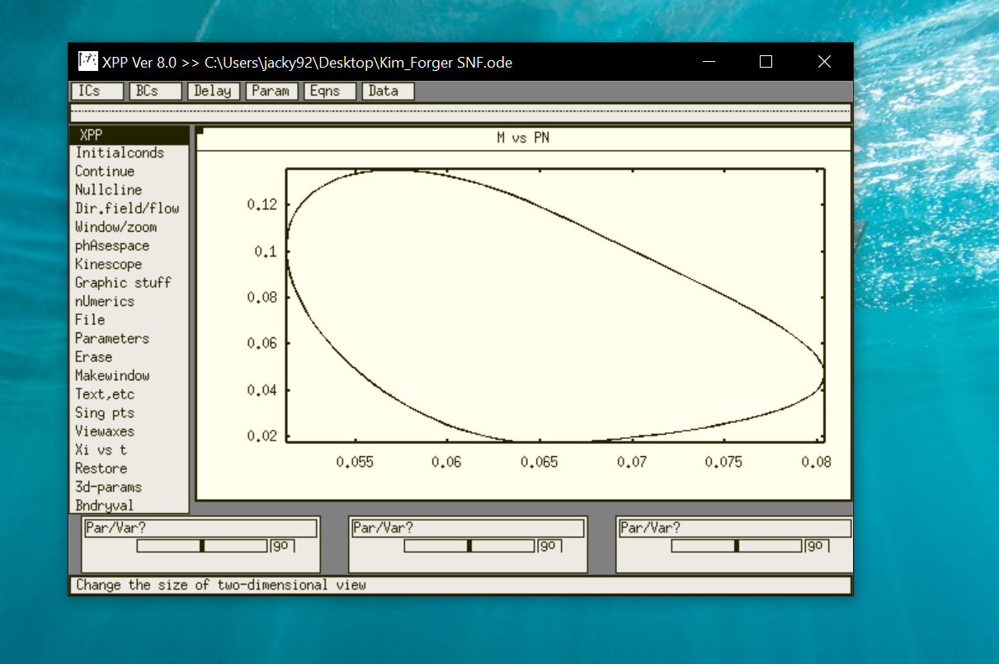 XPP Ver 8.0 >> C:\Users\jacky92\Desktop\Kim_Forger SNF.ode
ICs BCs Delay Param Eqns Data
XPP
Initialconds
Continue
Nullcline
Dir.field/flow
Window/zoom
phAsespace
Kinescope
Graphic stuff
nUmerics
File
Parameters
Erase
Makewindow
Text,etc
Sing pts
Viewaxes
Xi vs t
Restore
3d-params
Bndryval
M vs PN
0.12
0.1
0.08
0.06
0.04
0.02
0.055 0.06 0.065 0.07 0.075 0.08
Par/Var? Par/Var? Par/Var?
go go go
Change the size of two-dimensional view